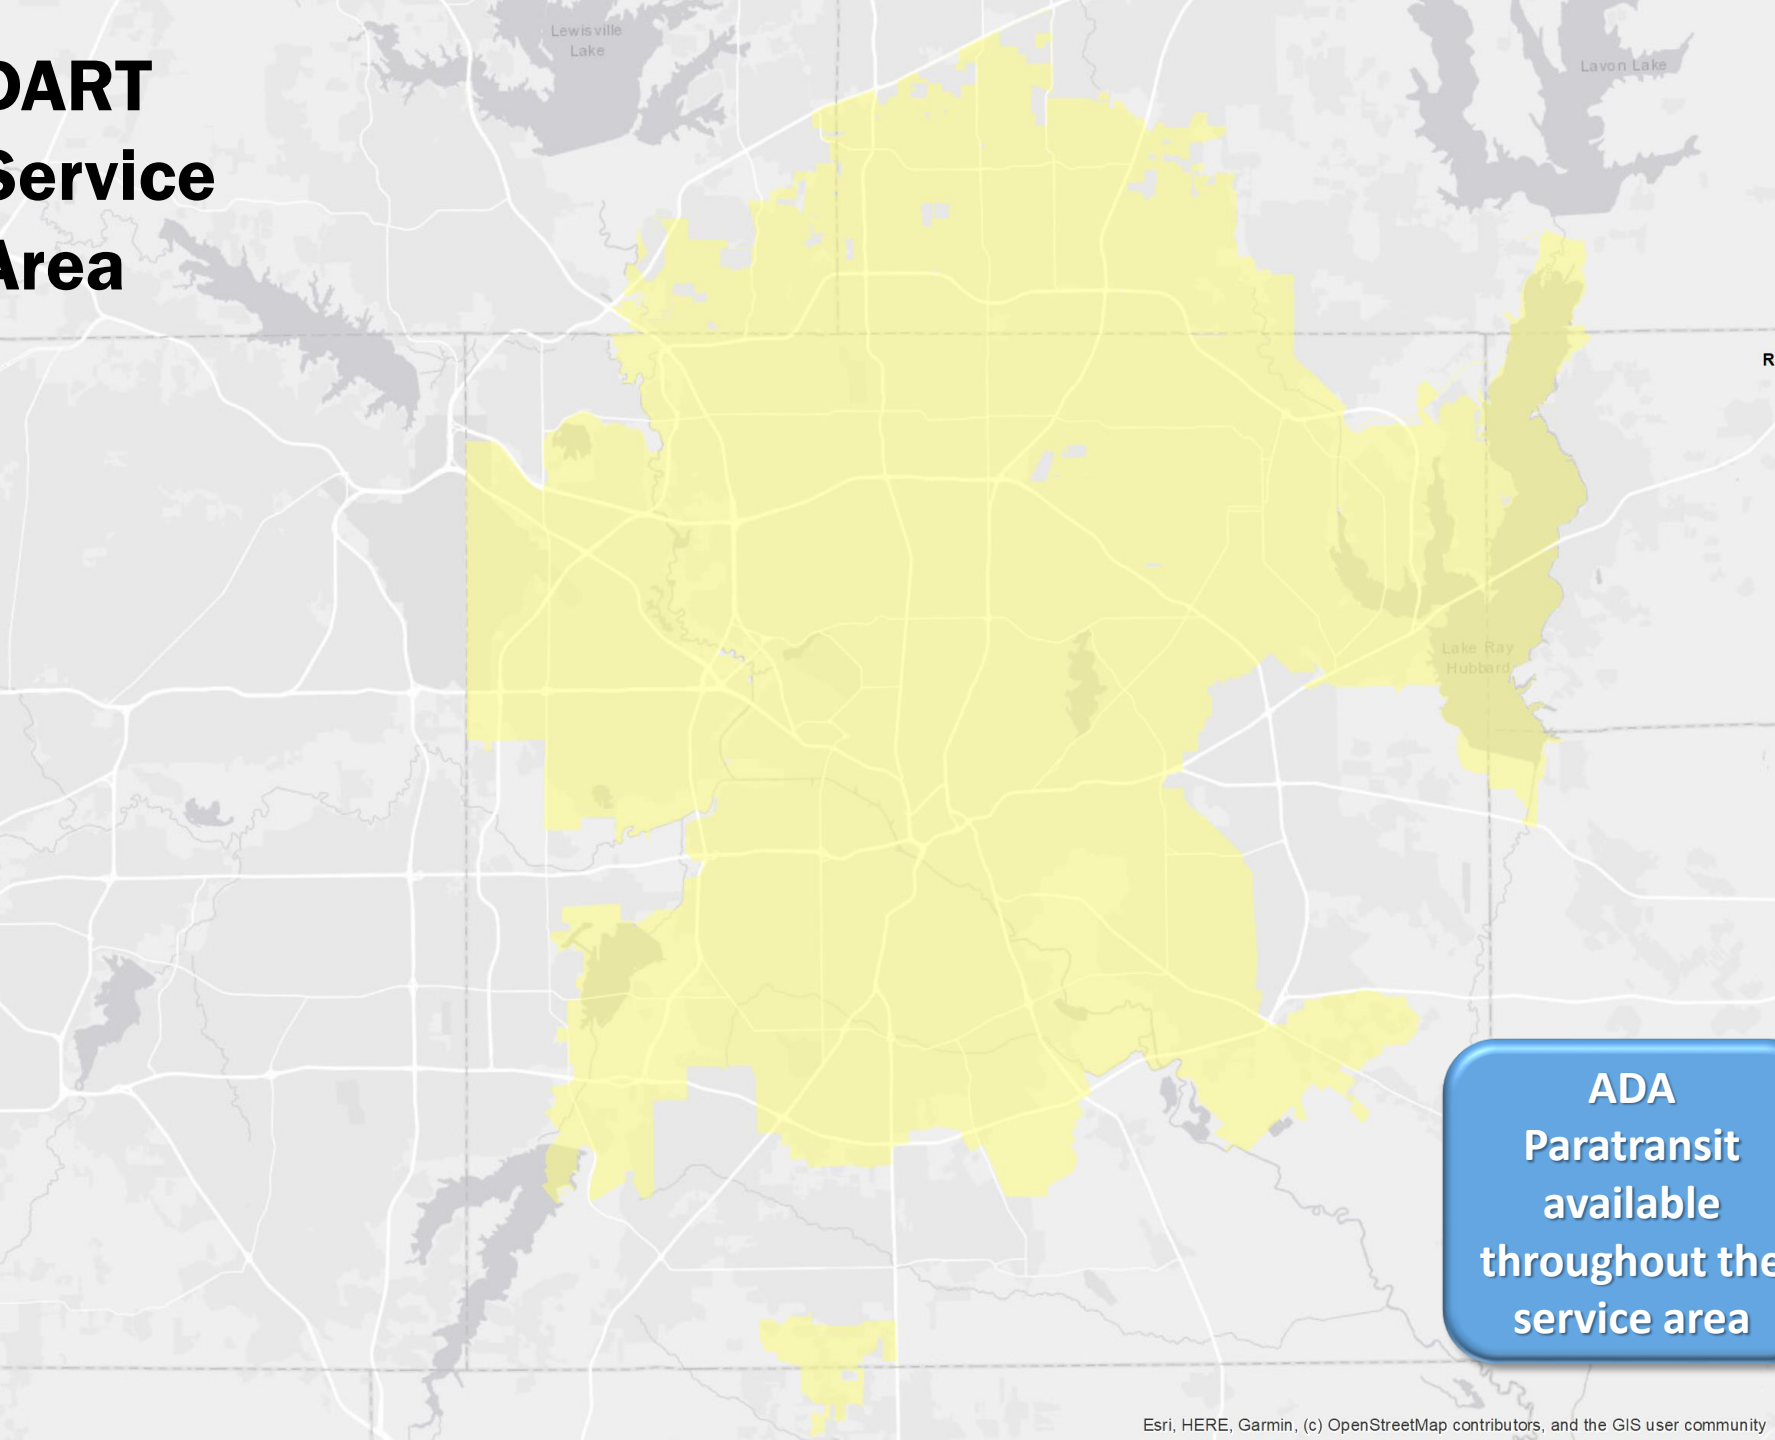 DART
Service
Area
Lewisville
Lake
Lavon Lake
R
Lake Ray
Hubbard
ADA
Paratransit
available
throughout the
service area
Esri, HERE, Garmin, (c) OpenStreetMap contributors, and the GIS user community